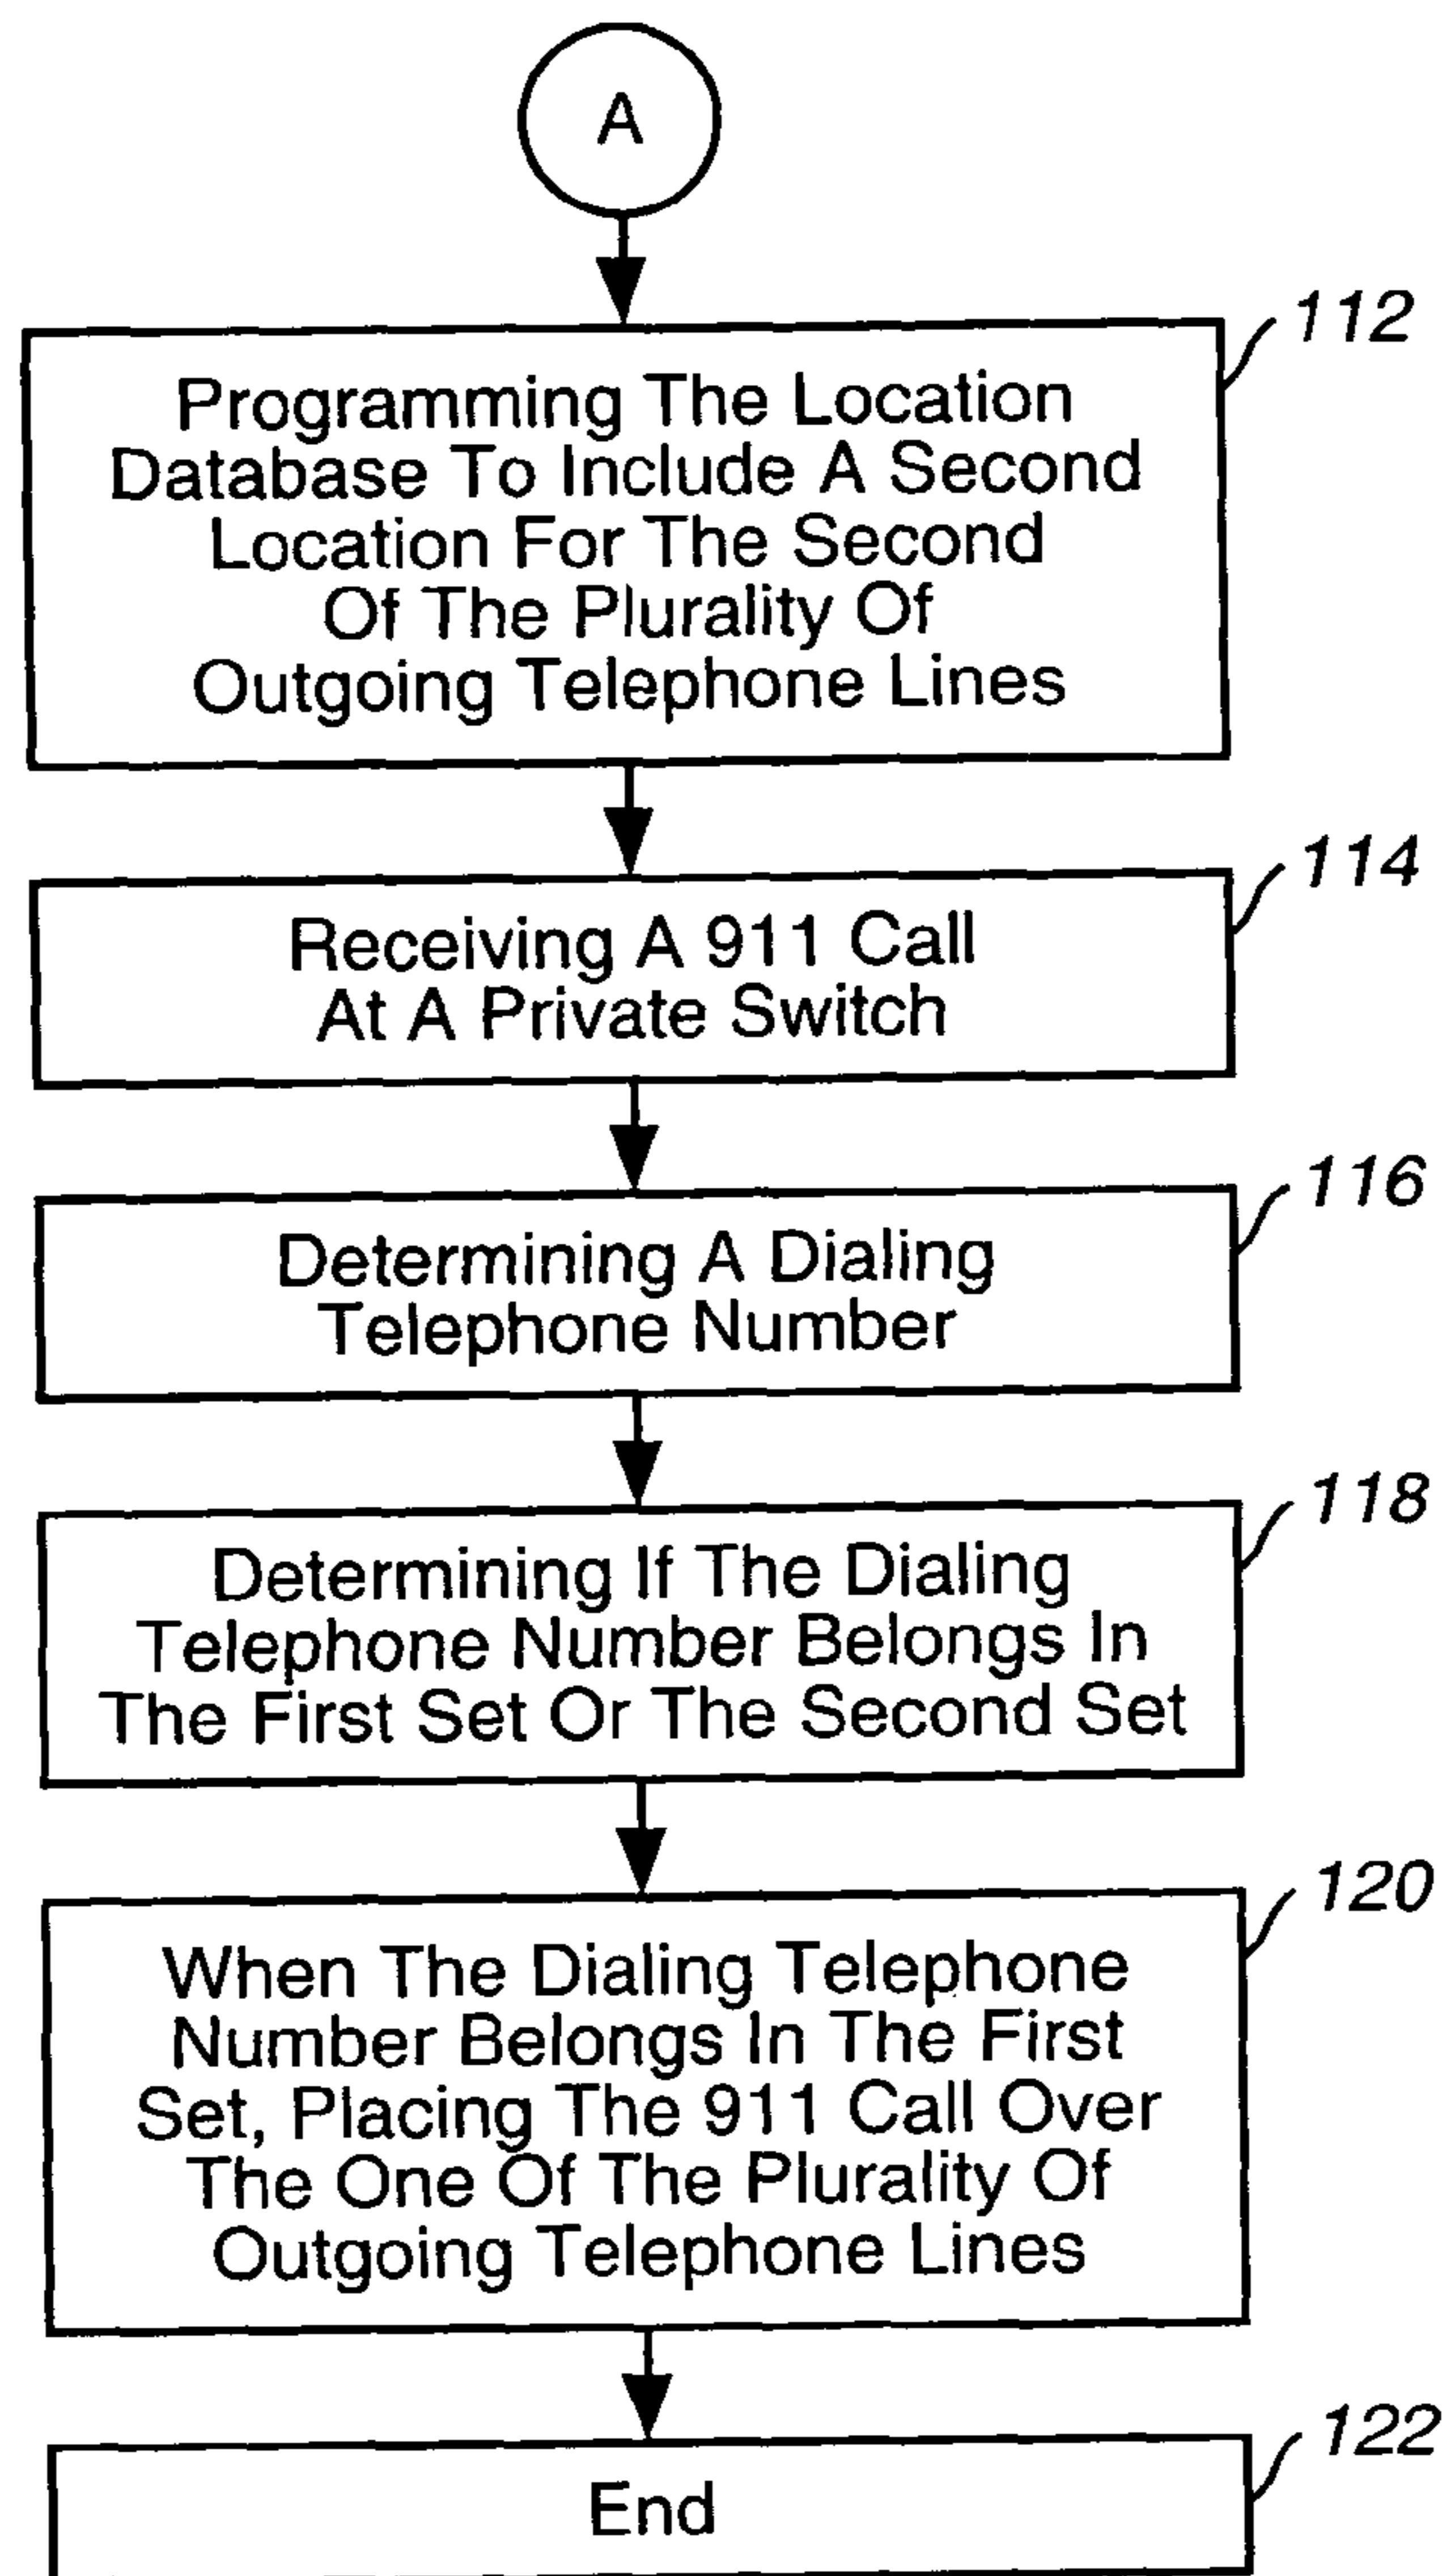 A
112
Programming The Location
Database To Include A Second
Location For The Second
Of The Plurality Of
Outgoing Telephone Lines
114
Receiving A 911 Call
At A Private Switch
116
Determining A Dialing
Telephone Number
118
Determining If The Dialing
Telephone Number Belongs In
The First Set Or The Second Set
120
When The Dialing Telephone
Number Belongs In The First
Set, Placing The 911 Call Over
The One Of The Plurality Of
Outgoing Telephone Lines
122
End